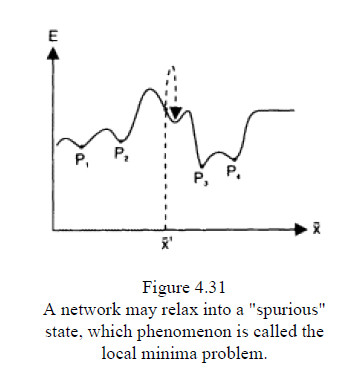 E
P₁
P₂
P₃
P₄
x̄
x̄'
Figure 4.31
A network may relax into a "spurious"
state, which phenomenon is called the
local minima problem.